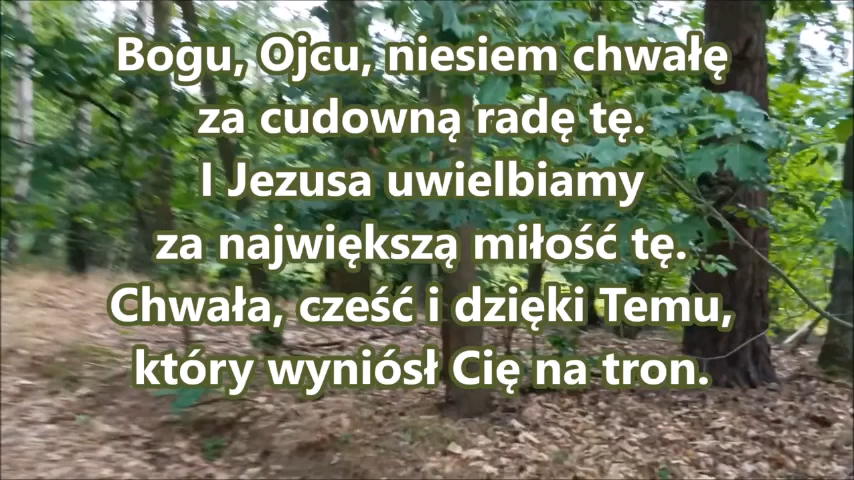 Bogu, Ojcu, niesiem chwałę
za cudowną radę tę.
I Jezusa uwielbiamy
za największą miłość tę.
Chwała, cześć i dzięki Temu,
który wyniósł Cię na tron.